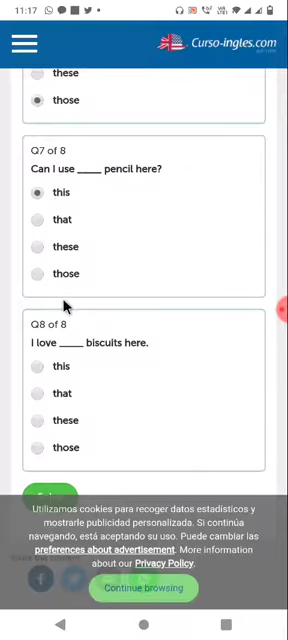 11:17
Curso-ingles.com
these
those
Q7 of 8
Can I use ____ pencil here?
this
that
these
those
Q8 of 8
I love ____ biscuits here.
this
that
these
those
Utilizamos cookies para recoger datos estadísticos y
mostrarle publicidad personalizada. Si continúa
navegando, está aceptando su uso. Puede cambiar las
preferences about advertisement. More information
about our Privacy Policy.
Continue browsing